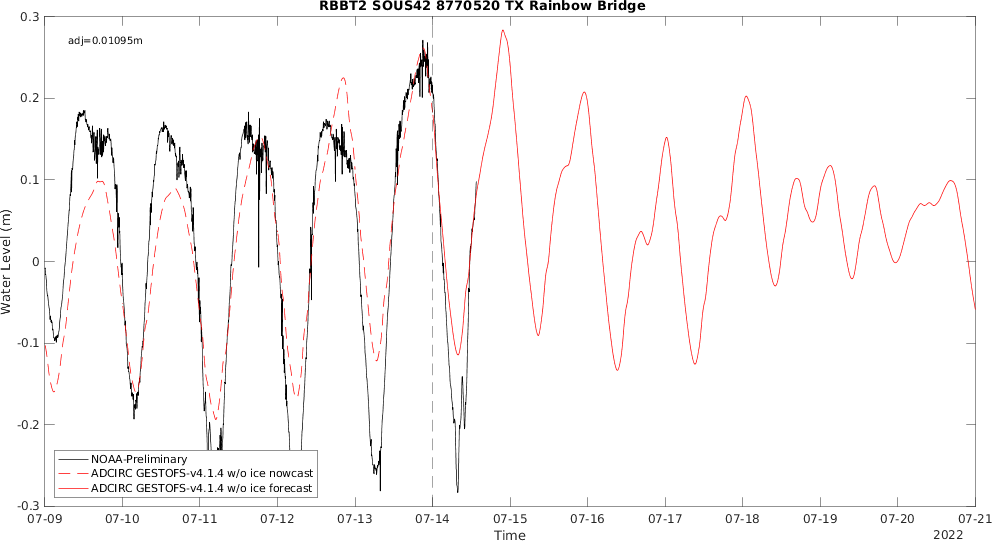 RBBT2 SOUS42 8770520 TX Rainbow Bridge
adj=0.01095m
0.3
0.2
0.1
0
-0.1
-0.2
-0.3
Water Level (m)
NOAA-Preliminary
ADCIRC GESTOFS-v4.1.4 w/o ice nowcast
ADCIRC GESTOFS-v4.1.4 w/o ice forecast
07-09 07-10 07-11 07-12 07-13 07-14 07-15 07-16 07-17 07-18 07-19 07-20 07-21
Time
2022